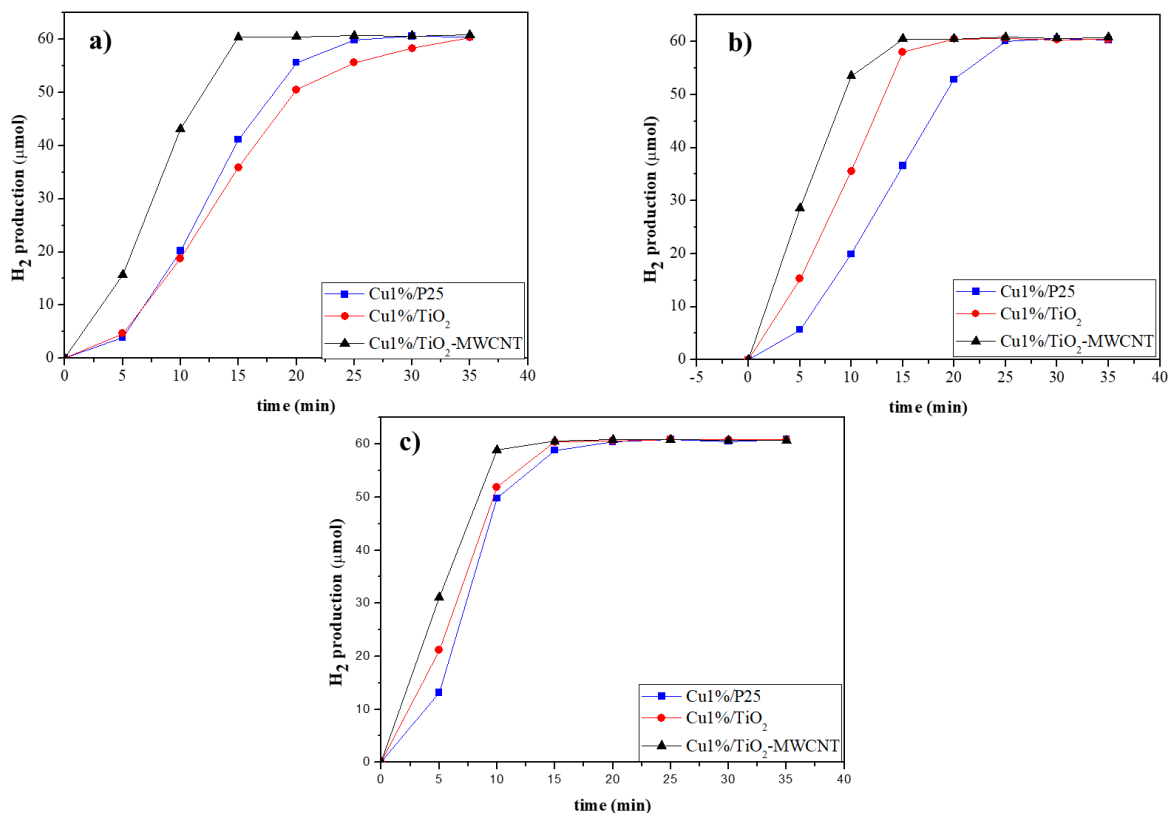 a)
H₂ production (μmol)
60
50
40
30
20
10
0
Cu1%/P25
Cu1%/TiO₂
Cu1%/TiO₂-MWCNT
0 5 10 15 20 25 30 35 40
time (min)
b)
H₂ production (μmol)
60
50
40
30
20
10
0
Cu1%/P25
Cu1%/TiO₂
Cu1%/TiO₂-MWCNT
-5 0 5 10 15 20 25 30 35 40
time (min)
c)
H₂ production (μmol)
60
50
40
30
20
10
0
Cu1%/P25
Cu1%/TiO₂
Cu1%/TiO₂-MWCNT
0 5 10 15 20 25 30 35 40
time (min)